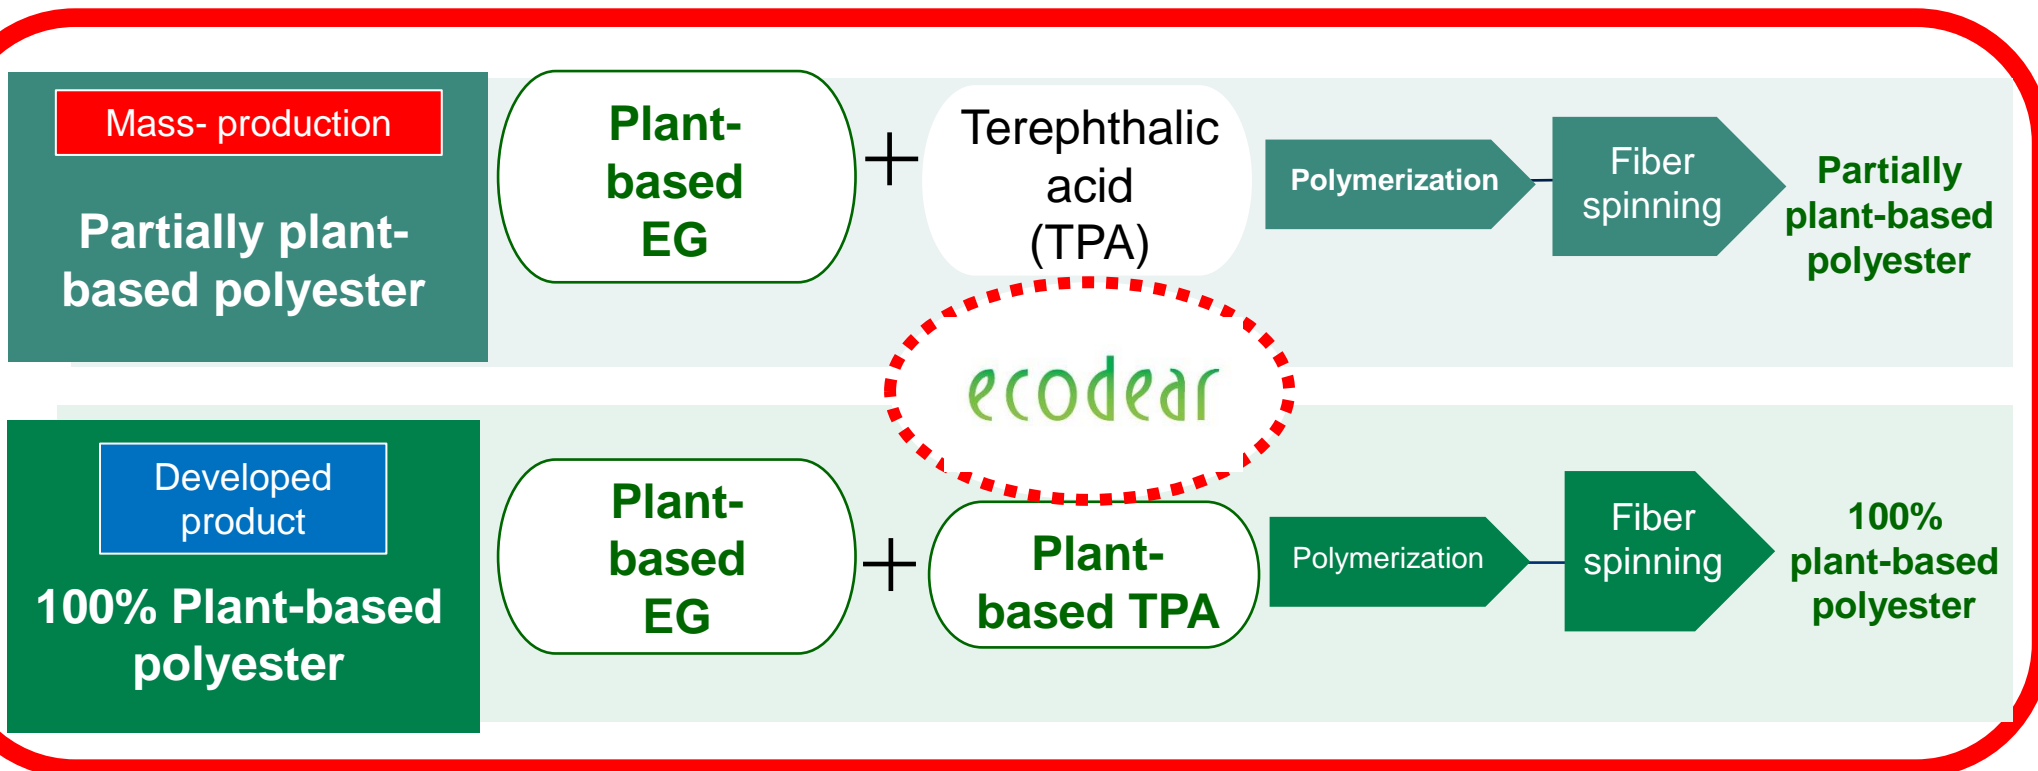 Mass- production
Partially plant-
based polyester
Plant-
based
EG
+
Terephthalic
acid
(TPA)
Polymerization
Fiber
spinning
Partially
plant-based
polyester
ecodear
Developed
product
100% Plant-based
polyester
Plant-
based
EG
+
Plant-
based TPA
Polymerization
Fiber
spinning
100%
plant-based
polyester